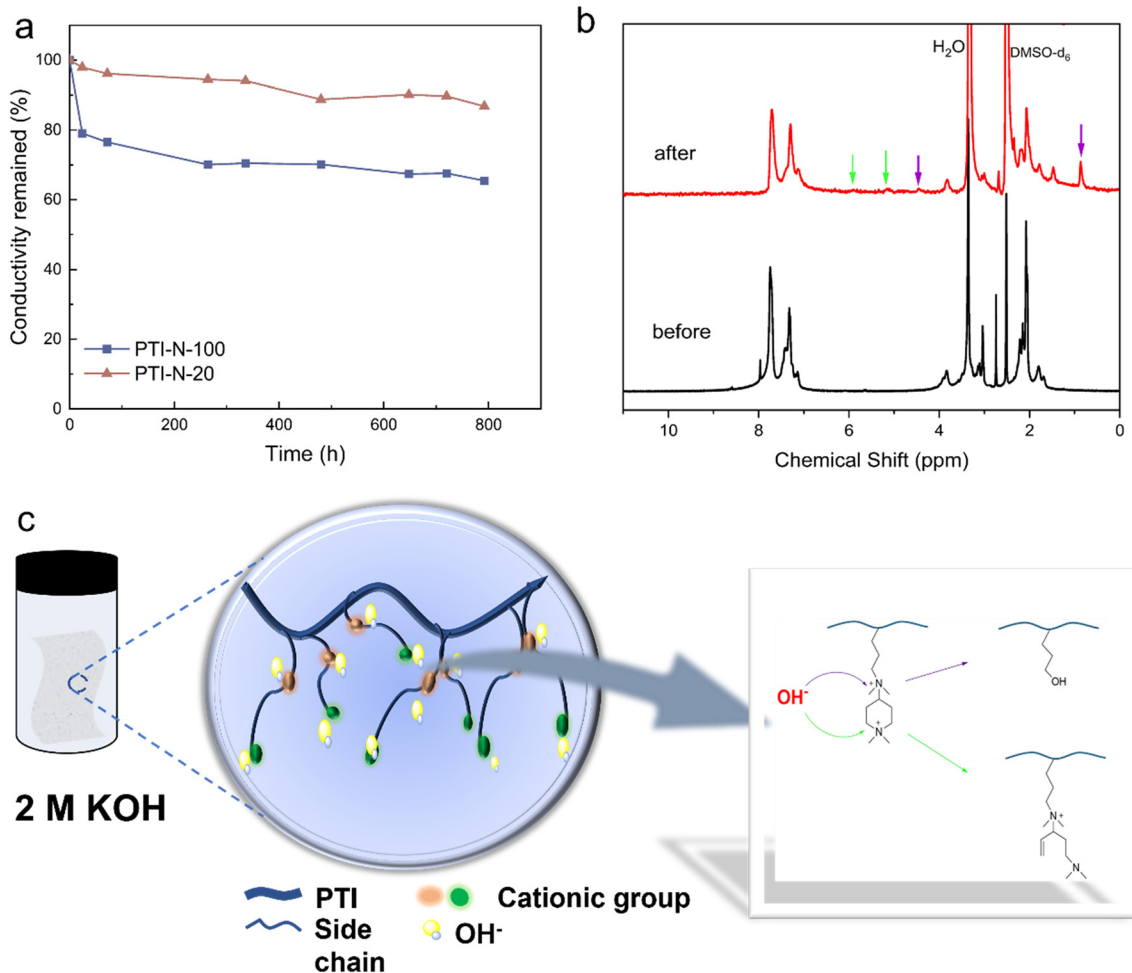 a
Conductivity remained (%)
100
80
60
40
20
0
PTI-N-100
PTI-N-20
0 200 400 600 800
Time (h)
b
H₂O
DMSO-d₆
after
before
10 8 6 4 2 0
Chemical Shift (ppm)
c
2 M KOH
PTI
Side
chain
Cationic group
OH⁻
OH⁻
N⁺
N⁺
OH
N⁺
N